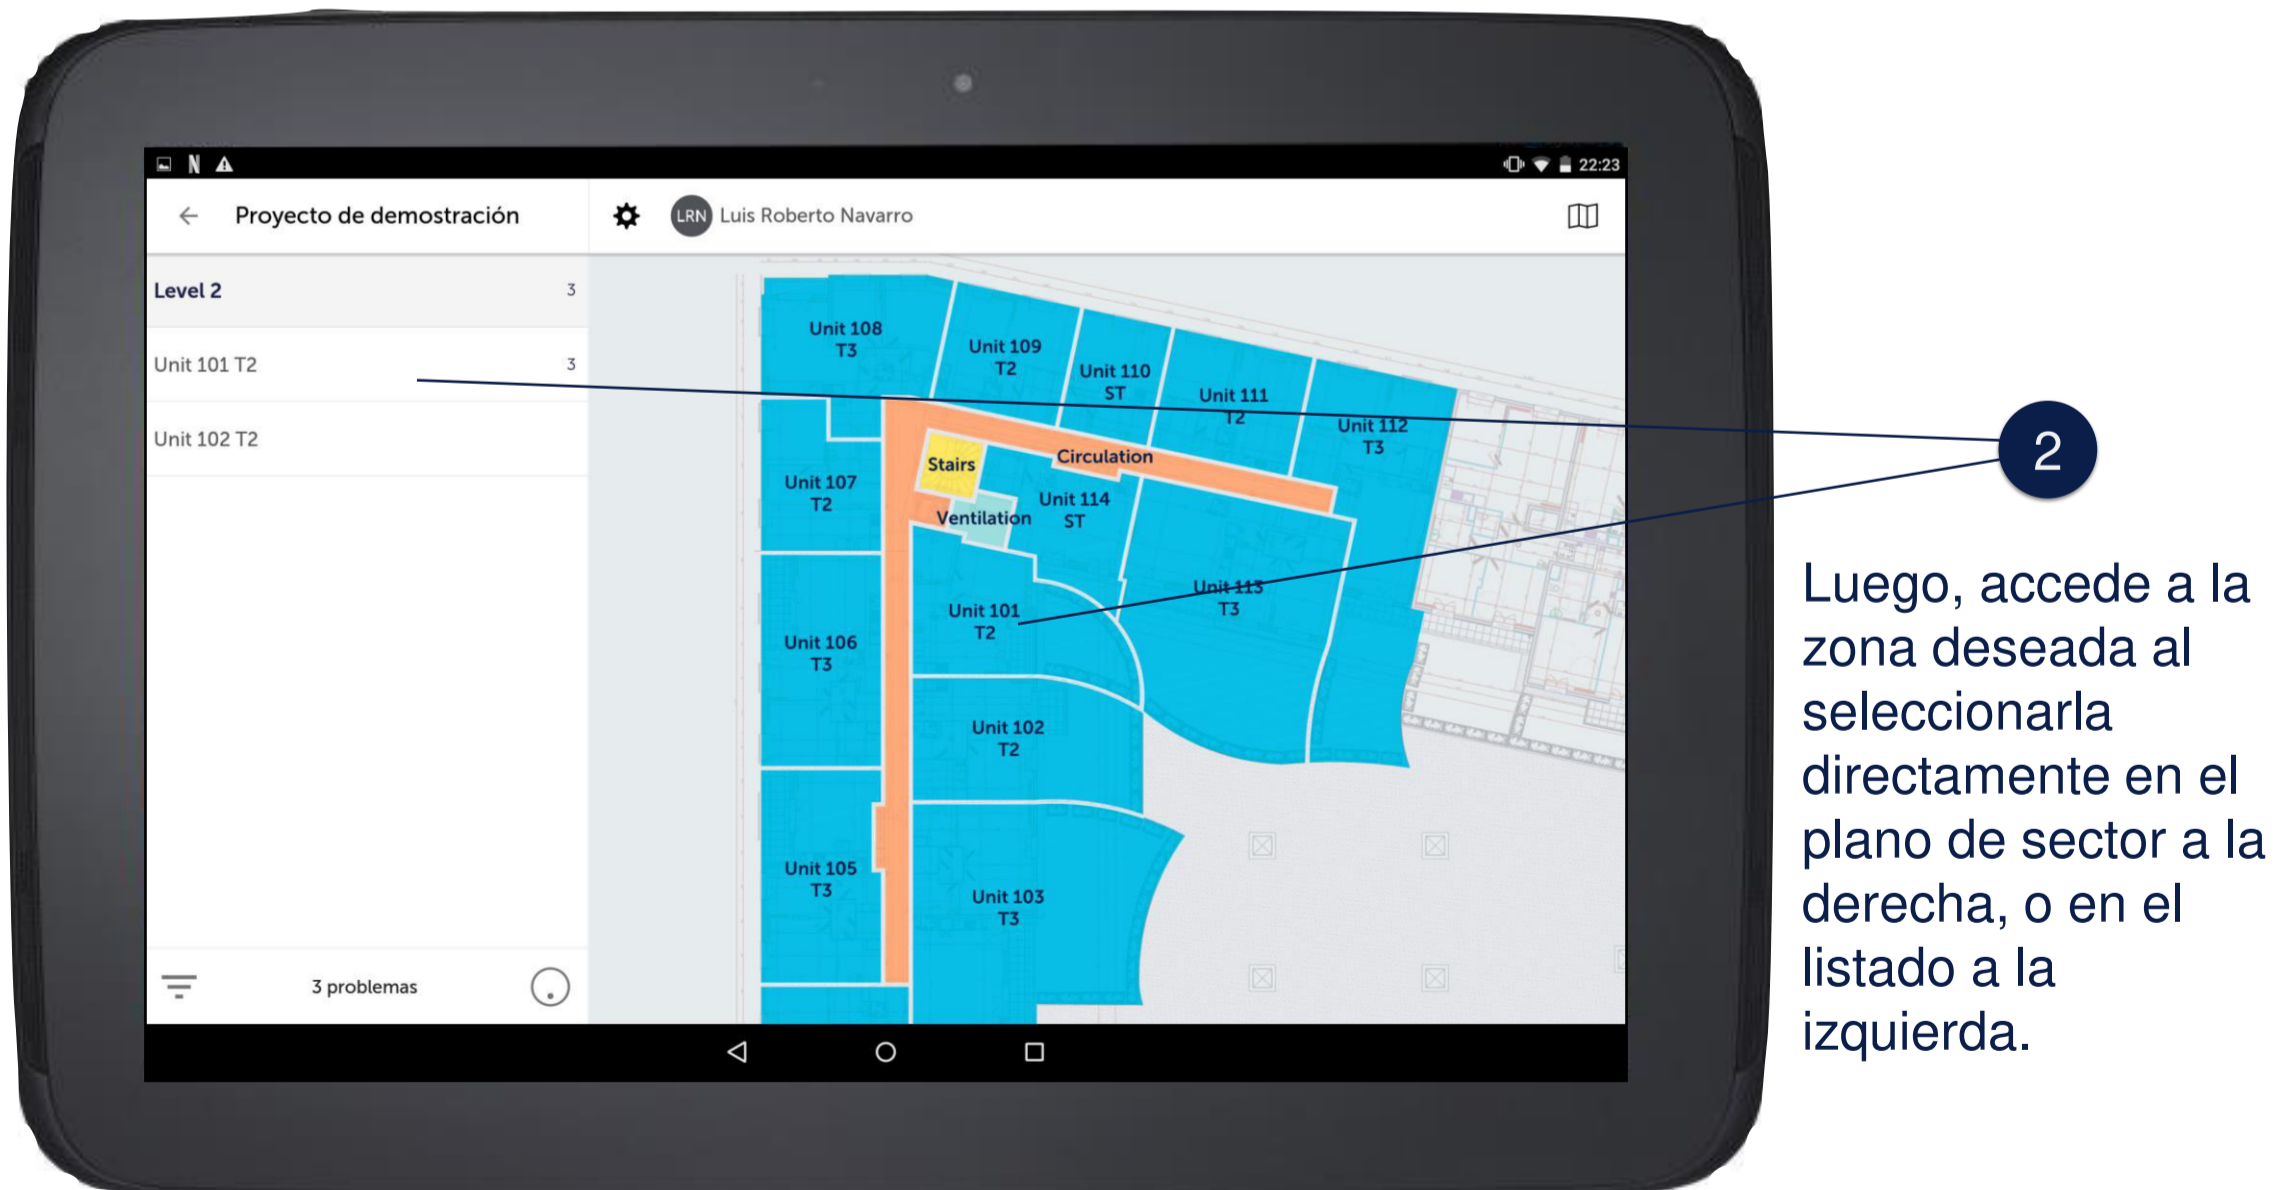 N
22:23
Proyecto de demostración
LRN
Luis Roberto Navarro
Level 2
3
Unit 101 T2
3
Unit 102 T2
3 problemas
Unit 108
T3
Unit 109
T2
Unit 110
ST
Unit 111
T2
Unit 112
T3
Stairs
Circulation
Unit 107
T2
Unit 114
ST
Ventilation
Unit 113
T3
Unit 101
T2
Unit 106
T3
Unit 102
T2
Unit 105
T3
Unit 103
T3
2
Luego, accede a la
zona deseada al
seleccionarla
directamente en el
plano de sector a la
derecha, o en el
listado a la
izquierda.